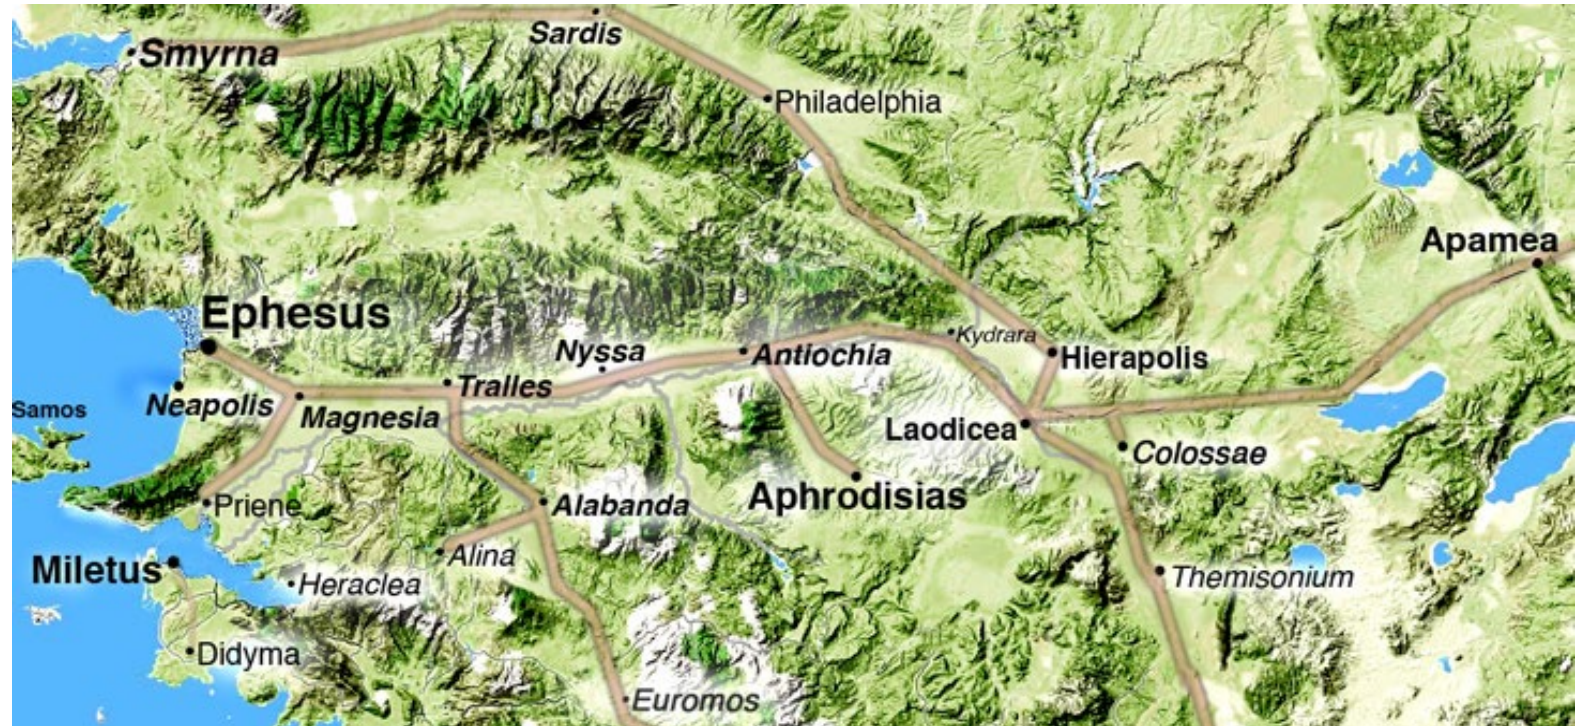 Smyrna
Sardis
Philadelphia
Apamea
Ephesus
Kydrara
Nyssa
Antiochia
Hierapolis
Tralles
Neapolis
Samos
Magnesia
Laodicea
Colossae
Aphrodisias
Priene
Alabanda
Alina
Miletus
Heraclea
Themisonium
Didyma
Euromos